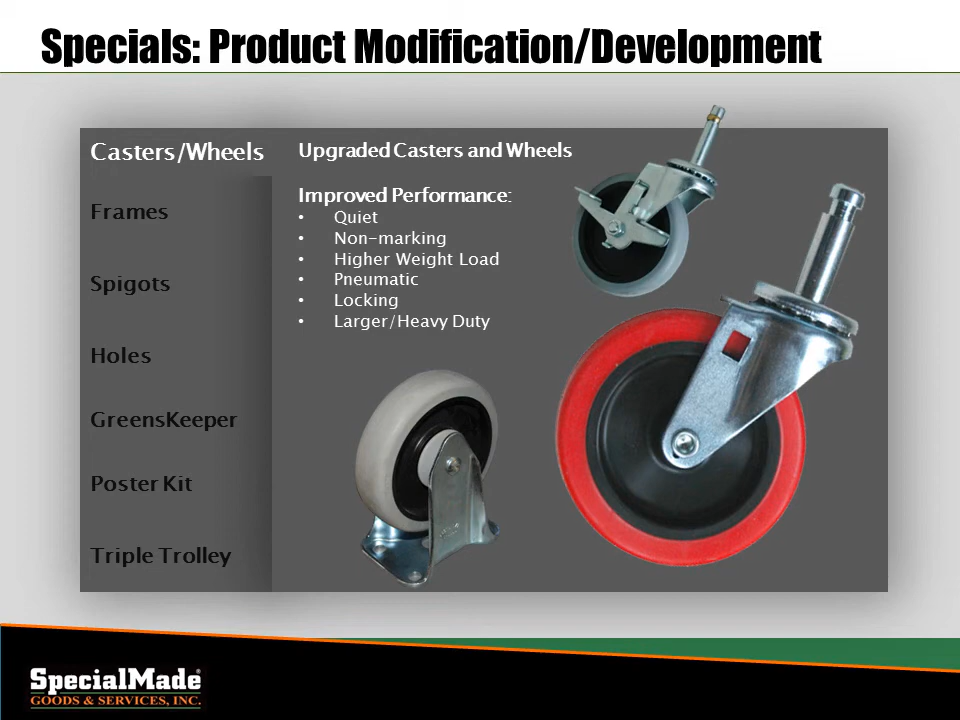 Specials: Product Modification/Development
Casters/Wheels
Frames
Spigots
Holes
GreensKeeper
Poster Kit
Triple Trolley
Upgraded Casters and Wheels
Improved Performance:
• Quiet
• Non-marking
• Higher Weight Load
• Pneumatic
• Locking
• Larger/Heavy Duty
SpecialMade®
GOODS & SERVICES, INC.